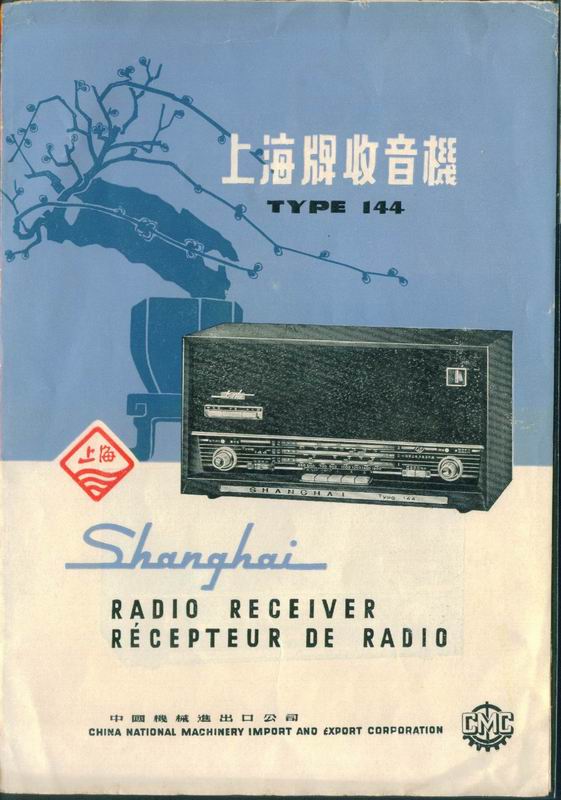 上海牌收音機
TYPE 144
上海
SHANGHAI Type 144
Shanghai
RADIO RECEIVER
RÉCEPTEUR DE RADIO
中國機械進出口公司
CHINA NATIONAL MACHINERY IMPORT AND EXPORT CORPORATION
CMC